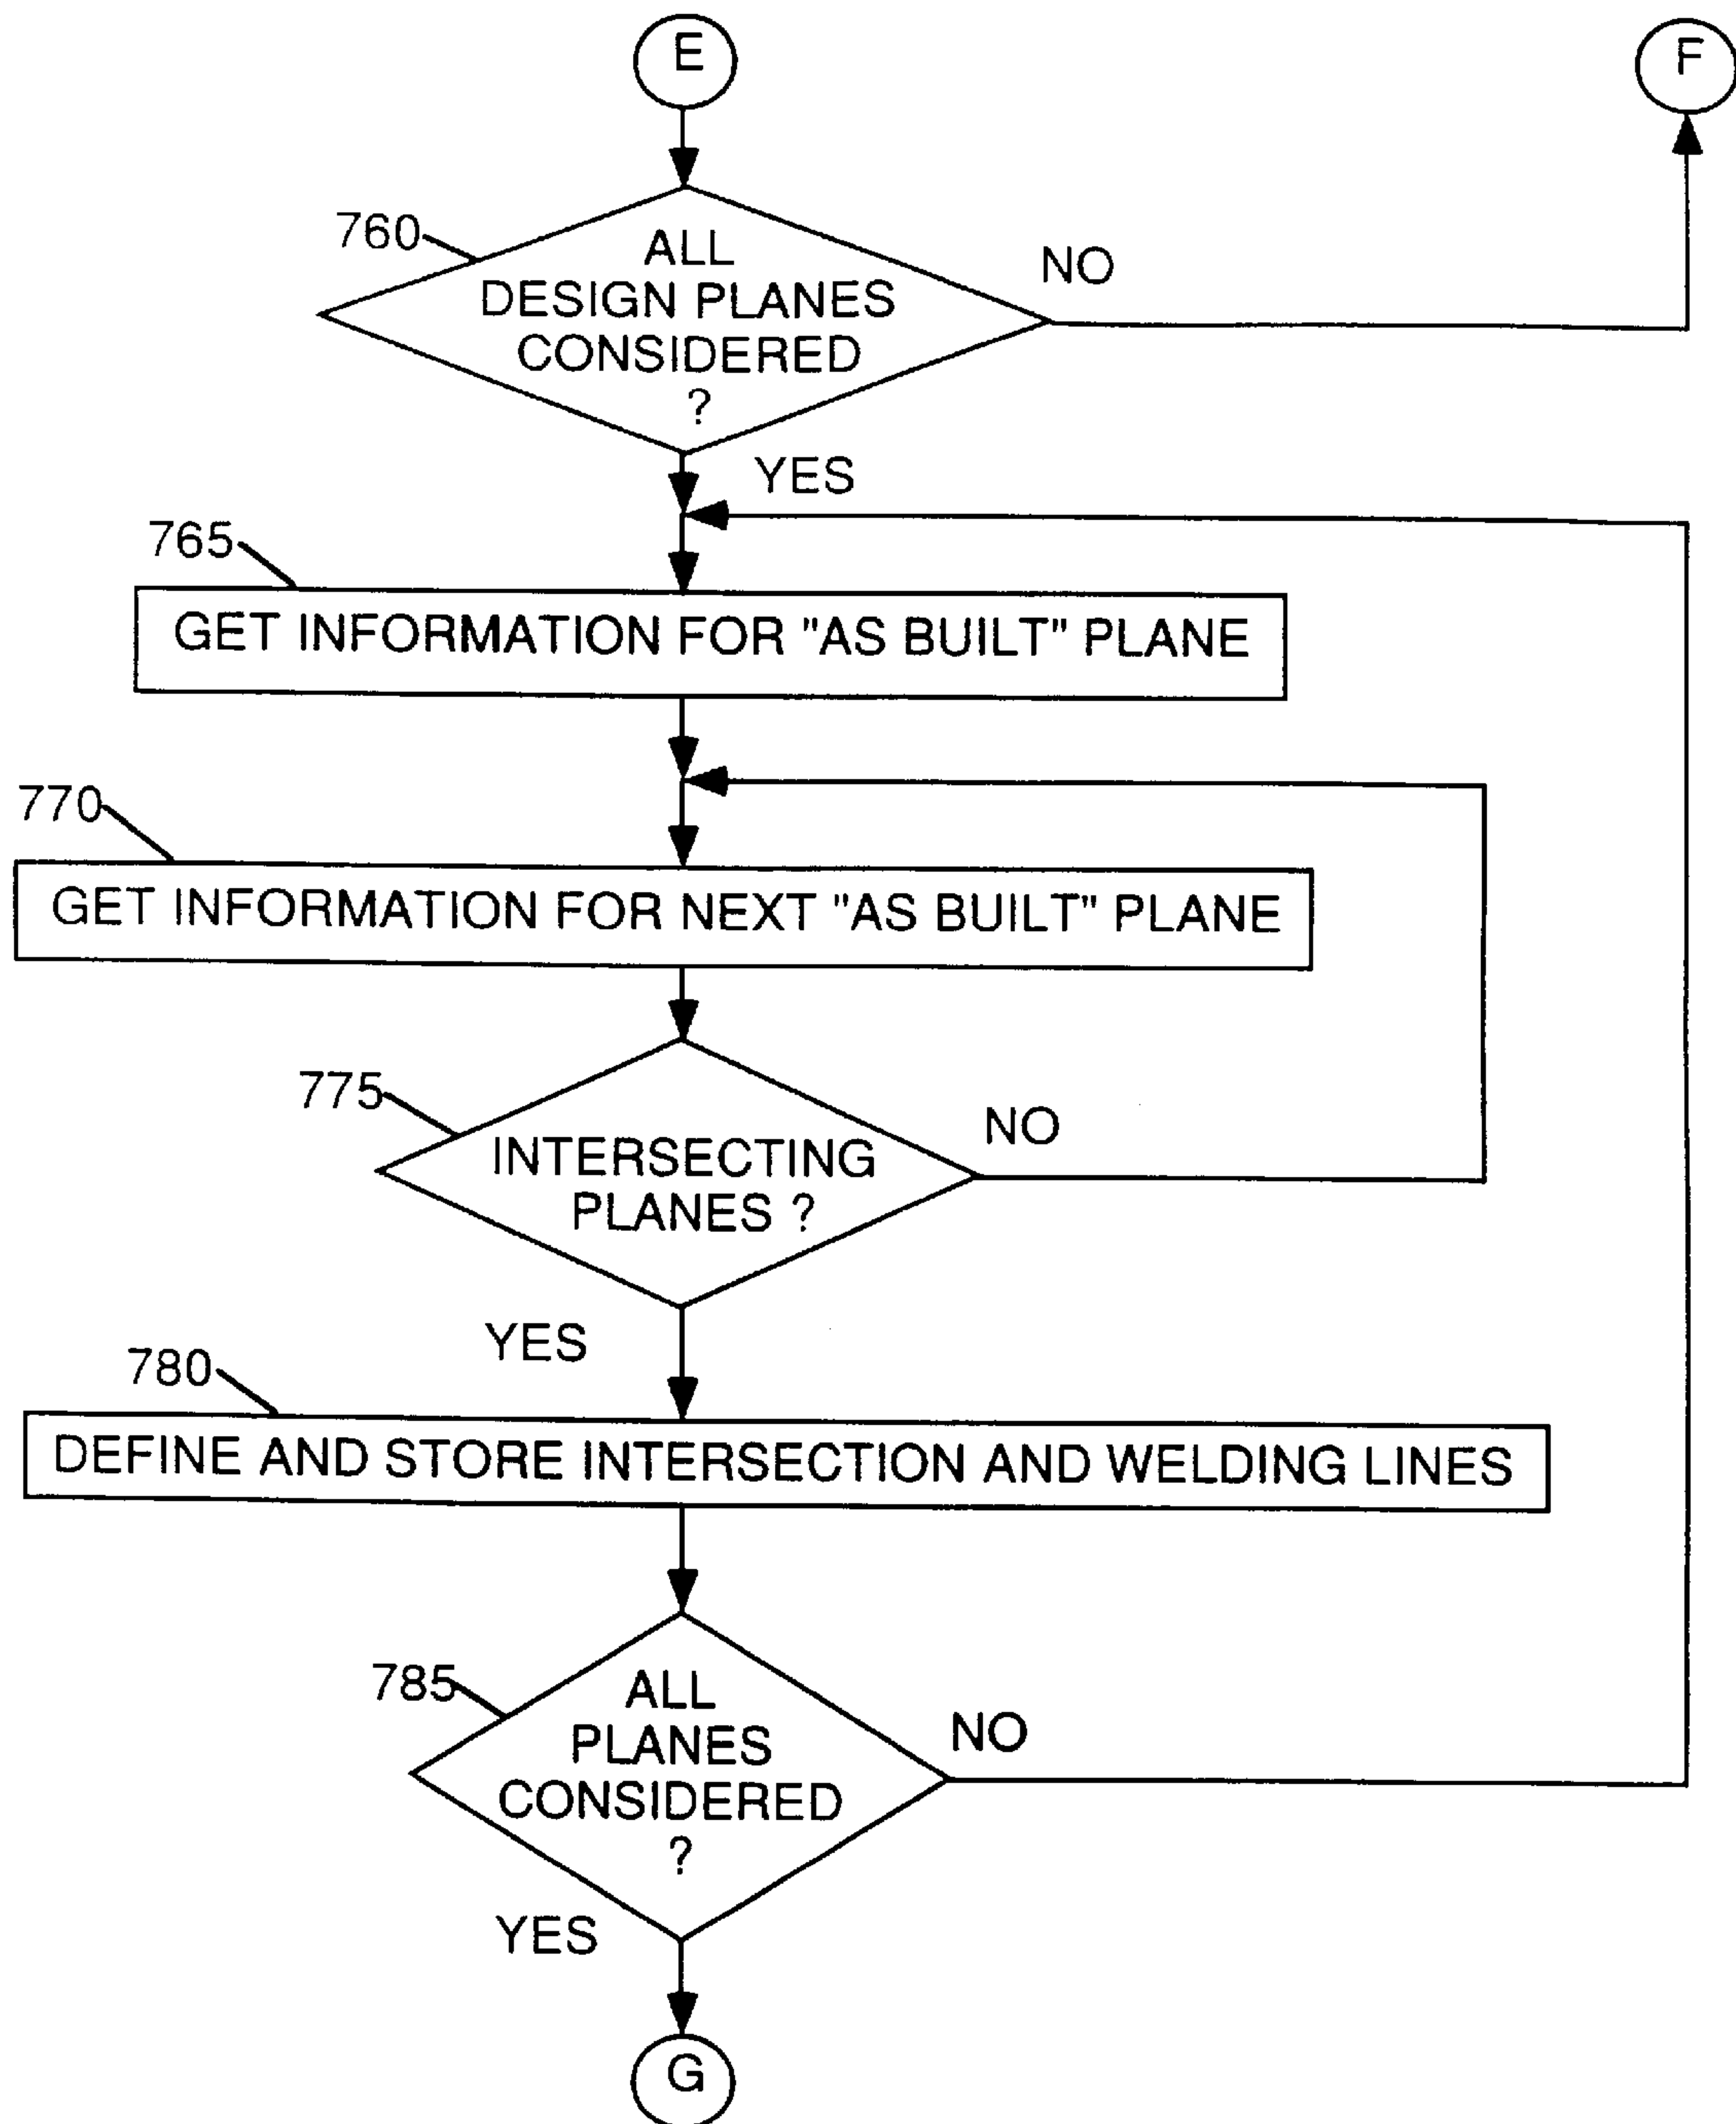 E
F
760
ALL
DESIGN PLANES
CONSIDERED
?
NO
YES
765
GET INFORMATION FOR "AS BUILT" PLANE
770
GET INFORMATION FOR NEXT "AS BUILT" PLANE
775
INTERSECTING
PLANES ?
NO
YES
780
DEFINE AND STORE INTERSECTION AND WELDING LINES
785
ALL
PLANES
CONSIDERED
?
NO
YES
G